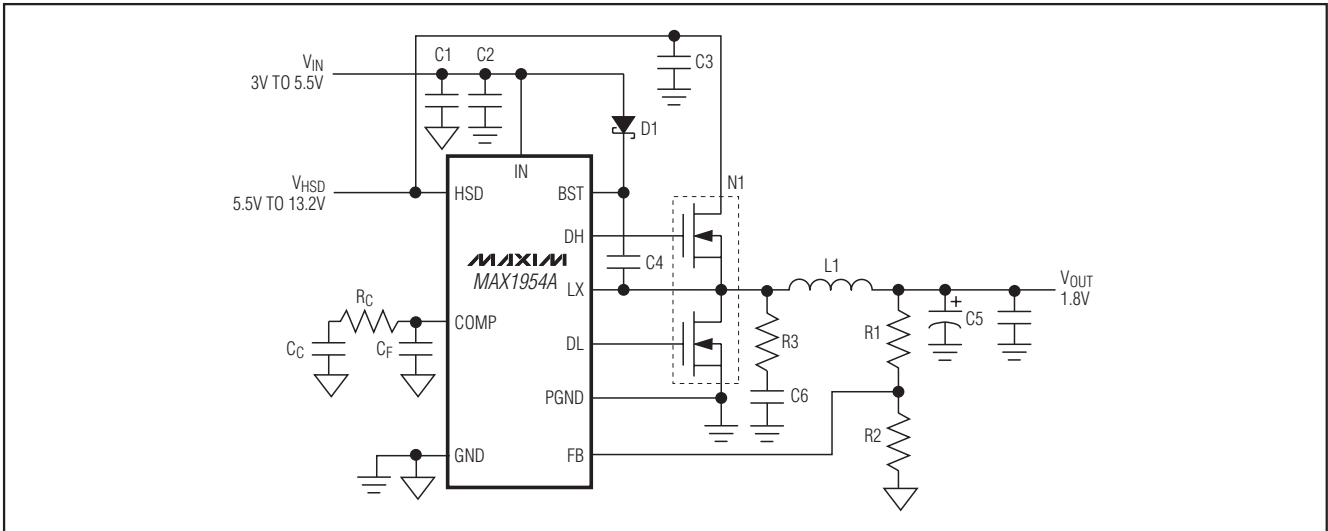 C1
C2
C3
VIN
3V TO 5.5V
D1
IN
VHSD
5.5V TO 13.2V
HSD
BST
N1
DH
MAXIM
MAX1954A
C4
LX
L1
VOUT
1.8V
RC
COMP
CC
CF
DL
R3
R1
C5
+
PGND
C6
R2
GND
FB